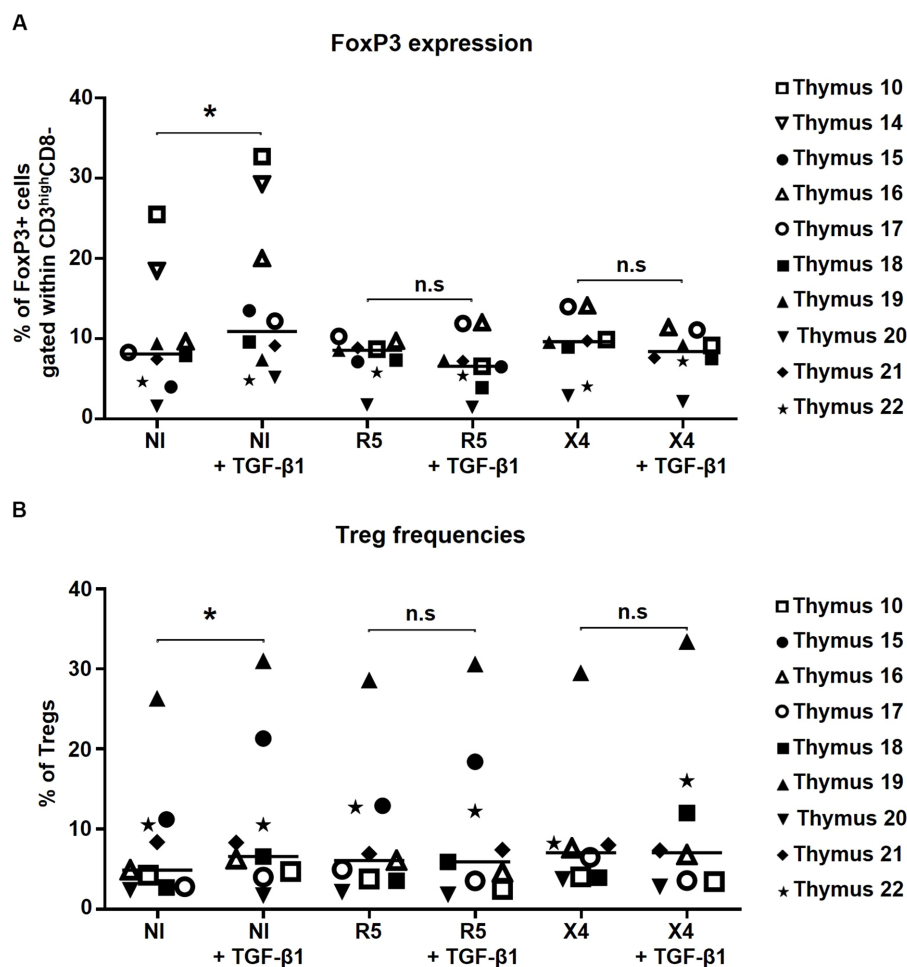 A
FoxP3 expression
% of FoxP3+ cells
gated within CD3highCD8-
40
30
20
10
0
*
n.s
n.s
NI
NI
+ TGF-β1
R5
R5
+ TGF-β1
X4
X4
+ TGF-β1
Thymus 10
Thymus 14
Thymus 15
Thymus 16
Thymus 17
Thymus 18
Thymus 19
Thymus 20
Thymus 21
Thymus 22
B
Treg frequencies
% of Tregs
40
30
20
10
0
*
n.s
n.s
NI
NI
+ TGF-β1
R5
R5
+ TGF-β1
X4
X4
+ TGF-β1
Thymus 10
Thymus 15
Thymus 16
Thymus 17
Thymus 18
Thymus 19
Thymus 20
Thymus 21
Thymus 22